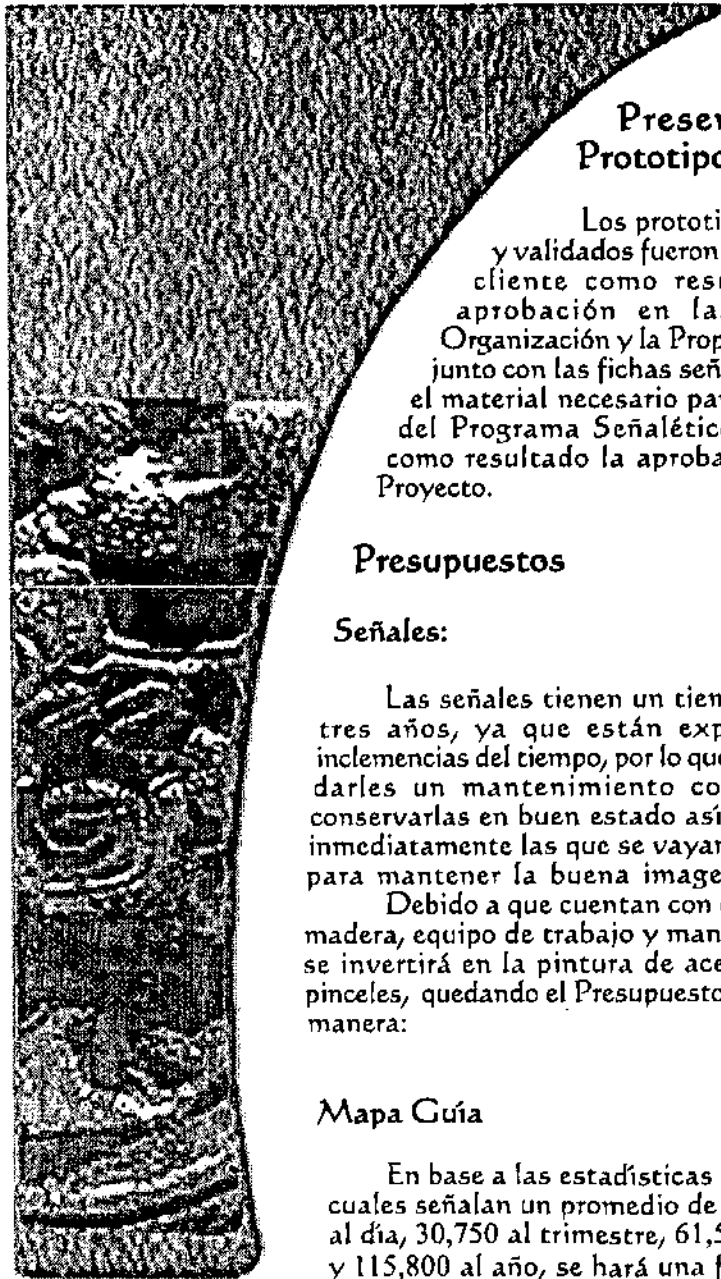 Preser
Prototipo
Los prototi
y validados fueron
cliente como resu
aprobación en la
Organización y la Prop
junto con las fichas señ
el material necesario pa
del Programa Señalétic
como resultado la aproba
Proyecto.
Presupuestos
Señales:
Las señales tienen un tiem
tres años, ya que están exp
inclemencias del tiempo, por lo que
darles un mantenimiento co
conservarlas en buen estado así
inmediatamente las que se vayan
para mantener la buena image
Debido a que cuentan con
madera, equipo de trabajo y man
se invertirá en la pintura de ace
pinceles, quedando el Presupuesto
manera:
Mapa Guía
En base a las estadísticas
cuales señalan un promedio de
al día, 30,750 al trimestre, 61,5
y 115,800 al año, se hará una